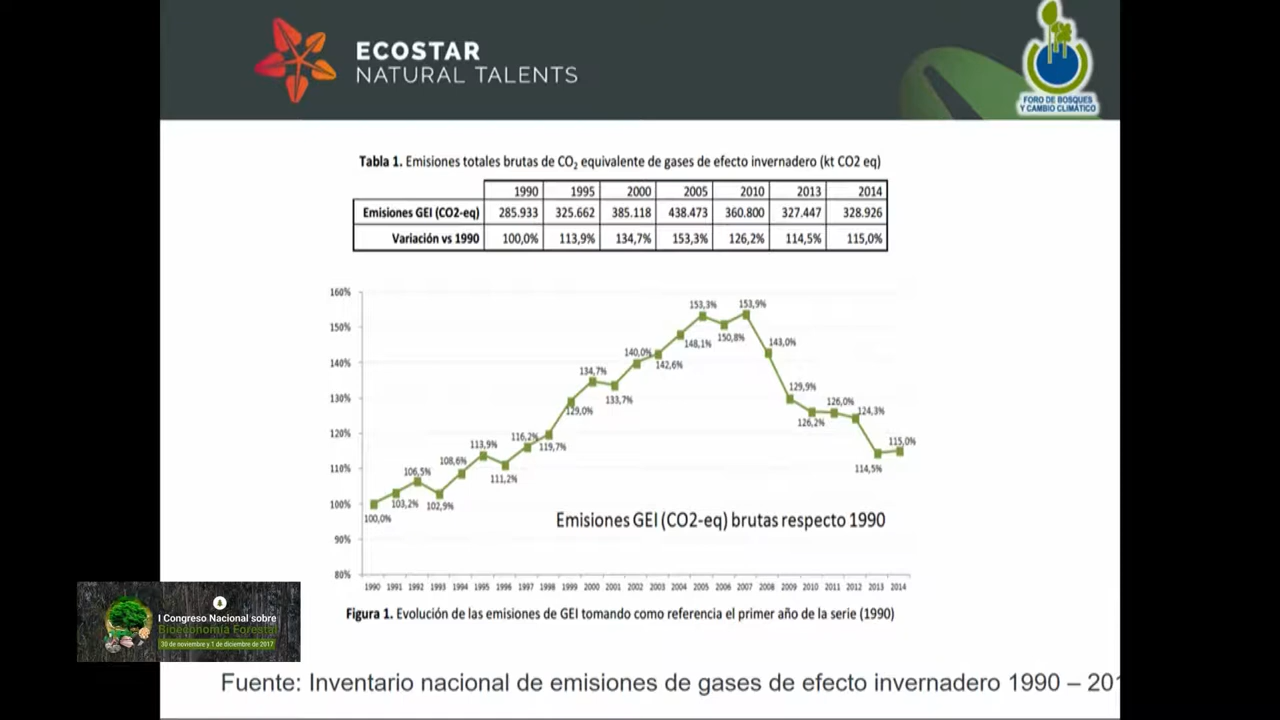 ECOSTAR
NATURAL TALENTS
FORO DE BOSQUES
Y CAMBIO CLIMÁTICO
Tabla 1. Emisiones totales brutas de CO₂ equivalente de gases de efecto invernadero (kt CO2 eq)
1990 1995 2000 2005 2010 2013 2014
Emisiones GEI (CO2-eq) 285.933 325.662 385.118 438.473 360.800 327.447 328.926
Variación vs 1990 100,0% 113,9% 134,7% 153,3% 126,2% 114,5% 115,0%
160%
150%
140%
130%
120%
110%
100%
90%
80%
100,0%
103,2%
106,5%
102,9%
108,6%
113,9%
111,2%
116,2%
119,7%
129,0%
134,7%
133,7%
140,0%
142,6%
148,1%
153,3%
150,8%
153,9%
143,0%
129,9%
126,2%
126,0%
124,3%
114,5%
115,0%
Emisiones GEI (CO2-eq) brutas respecto 1990
1990 1991 1992 1993 1994 1995 1996 1997 1998 1999 2000 2001 2002 2003 2004 2005 2006 2007 2008 2009 2010 2011 2012 2013 2014
Figura 1. Evolución de las emisiones de GEI tomando como referencia el primer año de la serie (1990)
I Congreso Nacional sobre
Bioeconomía Forestal
30 de noviembre y 1 de diciembre de 2017
Fuente: Inventario nacional de emisiones de gases de efecto invernadero 1990 – 201